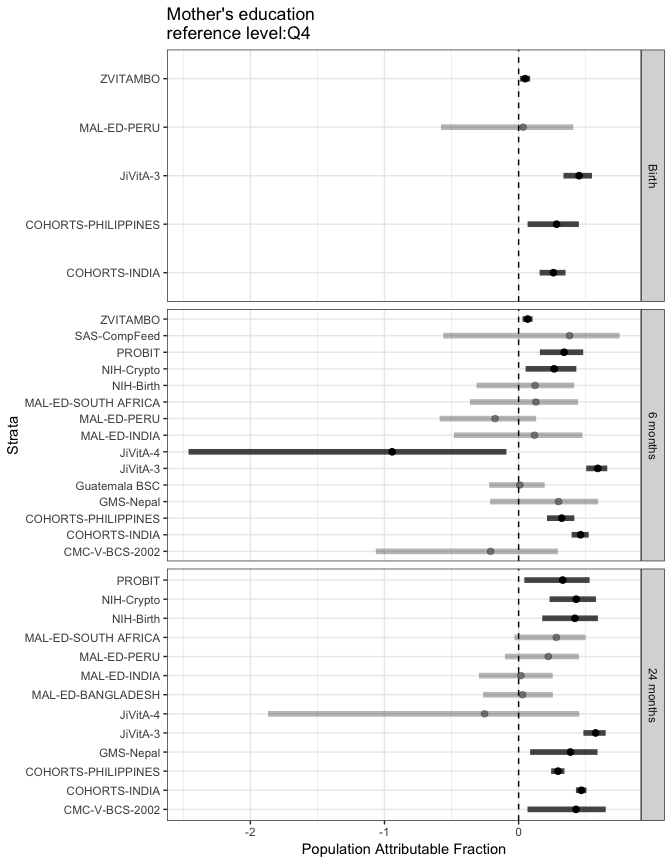 Mother's education
reference level:Q4
ZVITAMBO
MAL-ED-PERU
JiVitA-3
COHORTS-PHILIPPINES
COHORTS-INDIA
Birth
ZVITAMBO
SAS-CompFeed
PROBIT
NIH-Crypto
NIH-Birth
MAL-ED-SOUTH AFRICA
MAL-ED-PERU
MAL-ED-INDIA
JiVitA-4
JiVitA-3
Guatemala BSC
GMS-Nepal
COHORTS-PHILIPPINES
COHORTS-INDIA
CMC-V-BCS-2002
6 months
PROBIT
NIH-Crypto
NIH-Birth
MAL-ED-SOUTH AFRICA
MAL-ED-PERU
MAL-ED-INDIA
MAL-ED-BANGLADESH
JiVitA-4
JiVitA-3
GMS-Nepal
COHORTS-PHILIPPINES
COHORTS-INDIA
CMC-V-BCS-2002
24 months
Strata
-2 -1 0
Population Attributable Fraction